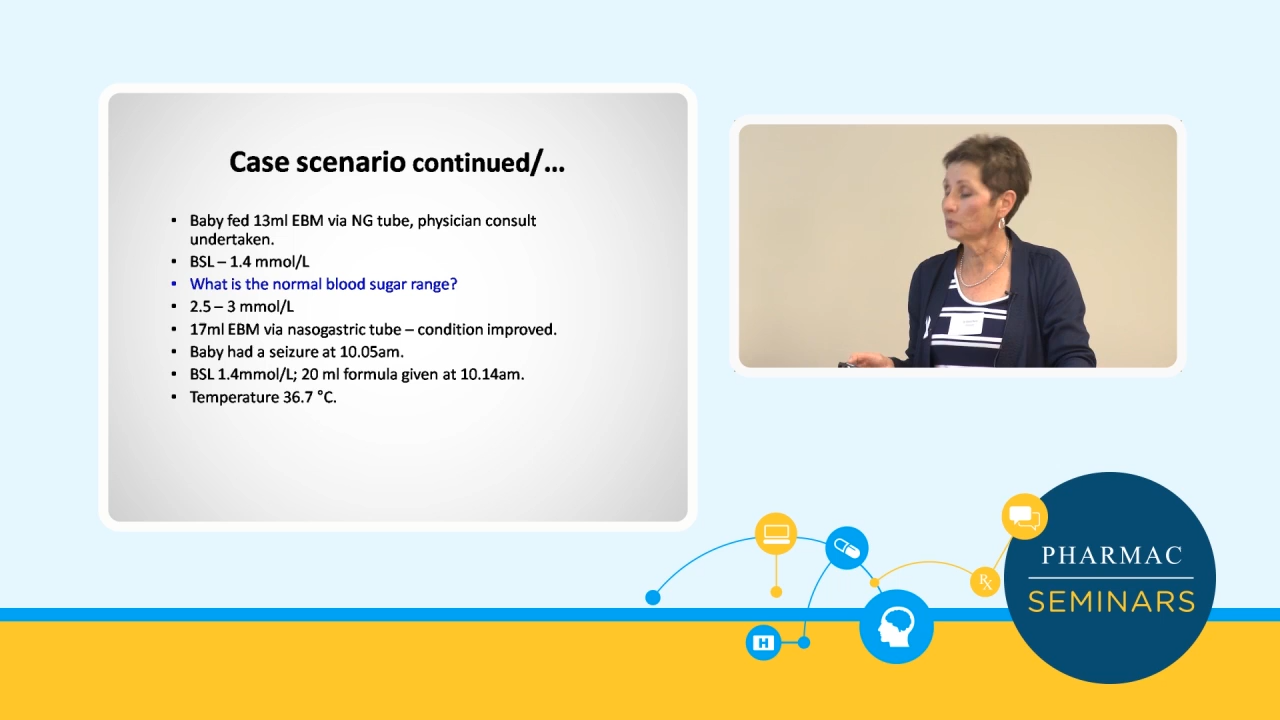 Case scenario continued/...
• Baby fed 13ml EBM via NG tube, physician consult
undertaken.
• BSL – 1.4 mmol/L
• What is the normal blood sugar range?
• 2.5 – 3 mmol/L
• 17ml EBM via nasogastric tube – condition improved.
• Baby had a seizure at 10.05am.
• BSL 1.4mmol/L; 20 ml formula given at 10.14am.
• Temperature 36.7 °C.
Rx
H
PHARMAC
SEMINARS